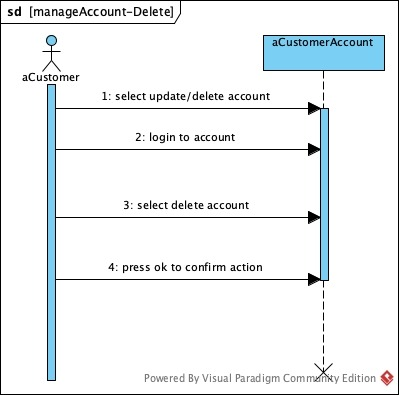 sd [manageAccount-Delete]
aCustomerAccount
aCustomer
1: select update/delete account
2: login to account
3: select delete account
4: press ok to confirm action
Powered By Visual Paradigm Community Edition